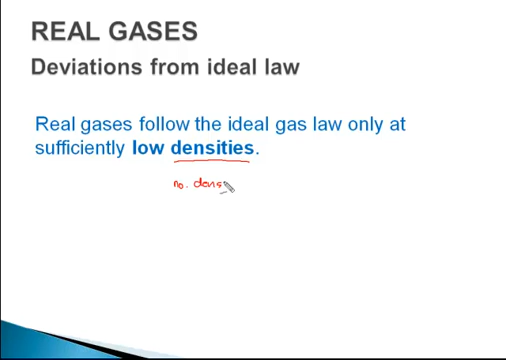 REAL GASES
Deviations from ideal law
Real gases follow the ideal gas law only at
sufficiently low densities.
no. dens